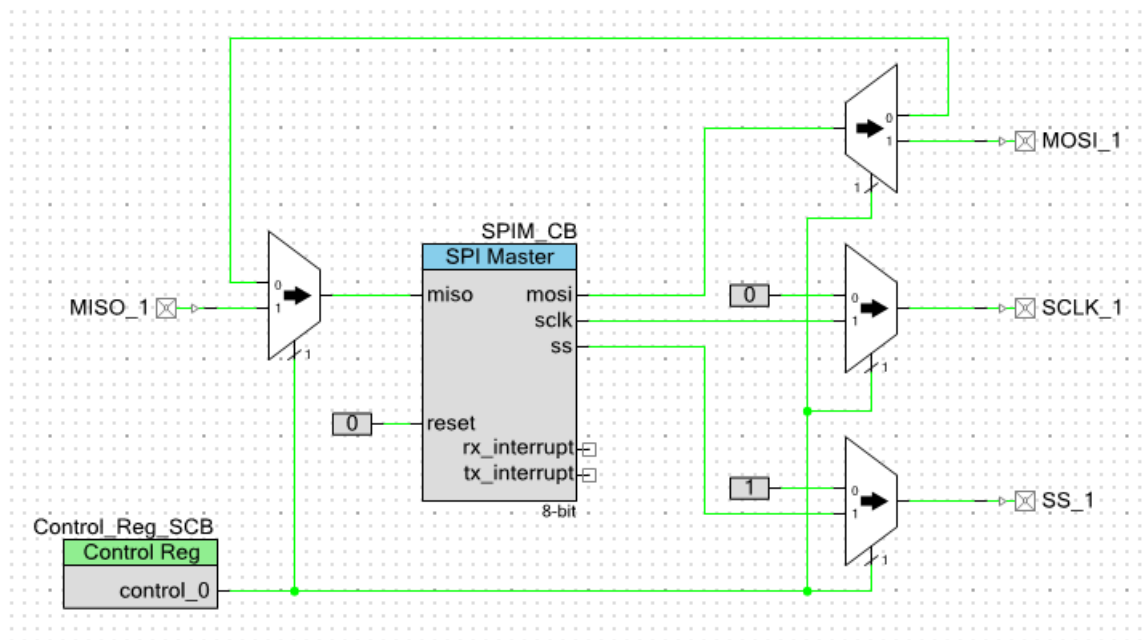 0
1
MOSI_1
1
SPIM_CB
SPI Master
0
MISO_1
1
1
miso
mosi
sclk
ss
0
0
1
SCLK_1
1
0
reset
rx_interrupt
tx_interrupt
8-bit
1
0
1
SS_1
1
Control_Reg_SCB
Control Reg
control_0